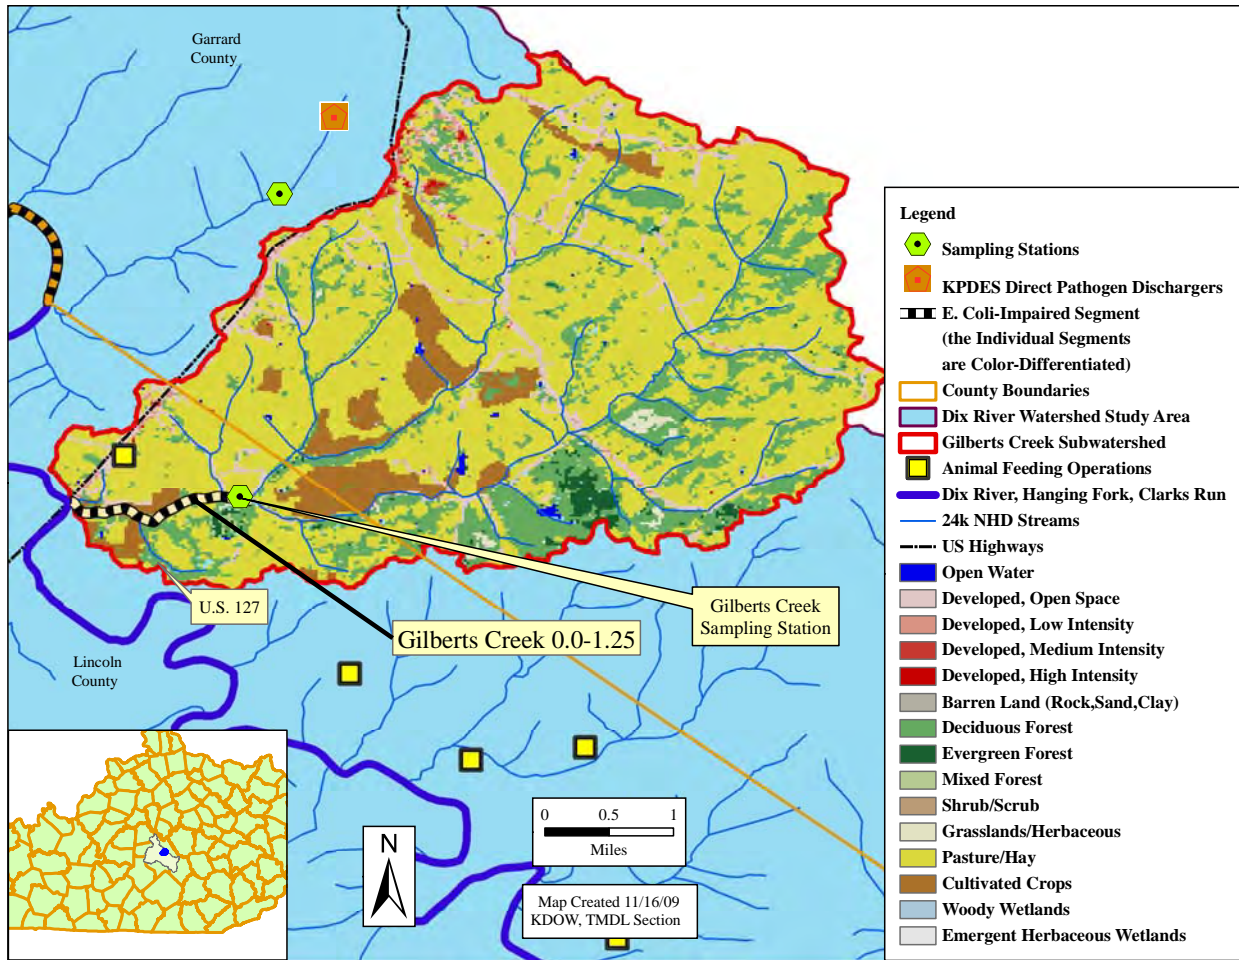 Garrard
County
Legend
Sampling Stations
KPDES Direct Pathogen Dischargers
E. Coli-Impaired Segment
(the Individual Segments
are Color-Differentiated)
County Boundaries
Dix River Watershed Study Area
Gilberts Creek Subwatershed
Animal Feeding Operations
Dix River, Hanging Fork, Clarks Run
24k NHD Streams
US Highways
Open Water
Developed, Open Space
Developed, Low Intensity
Developed, Medium Intensity
Developed, High Intensity
Barren Land (Rock,Sand,Clay)
Deciduous Forest
Evergreen Forest
Mixed Forest
Shrub/Scrub
Grasslands/Herbaceous
Pasture/Hay
Cultivated Crops
Woody Wetlands
Emergent Herbaceous Wetlands
U.S. 127
Gilberts Creek
Sampling Station
Gilberts Creek 0.0-1.25
Lincoln
County
0 0.5 1
Miles
N
Map Created 11/16/09
KDOW, TMDL Section